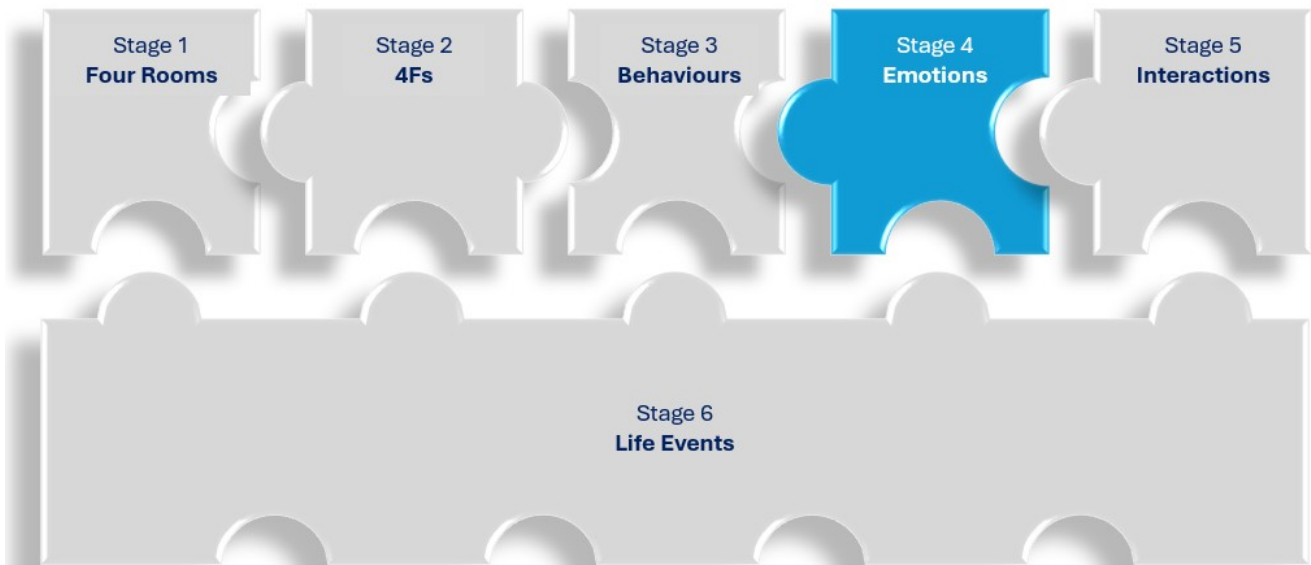 Stage 1
Four Rooms
Stage 2
4Fs
Stage 3
Behaviours
Stage 4
Emotions
Stage 5
Interactions
Stage 6
Life Events